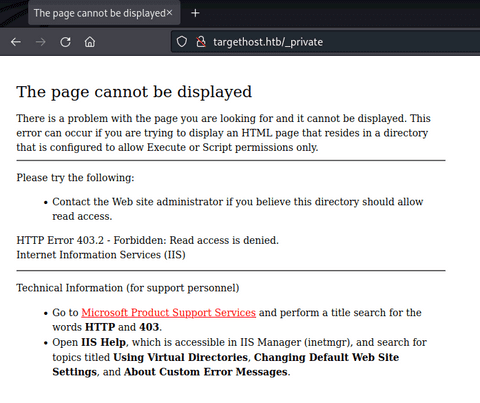 The page cannot be displayed ×
targethost.htb/_private
The page cannot be displayed
There is a problem with the page you are looking for and it cannot be displayed. This
error can occur if you are trying to display an HTML page that resides in a directory
that is configured to allow Execute or Script permissions only.
Please try the following:
• Contact the Web site administrator if you believe this directory should allow
read access.
HTTP Error 403.2 - Forbidden: Read access is denied.
Internet Information Services (IIS)
Technical Information (for support personnel)
• Go to Microsoft Product Support Services and perform a title search for the
words HTTP and 403.
• Open IIS Help, which is accessible in IIS Manager (inetmgr), and search for
topics titled Using Virtual Directories, Changing Default Web Site
Settings, and About Custom Error Messages.